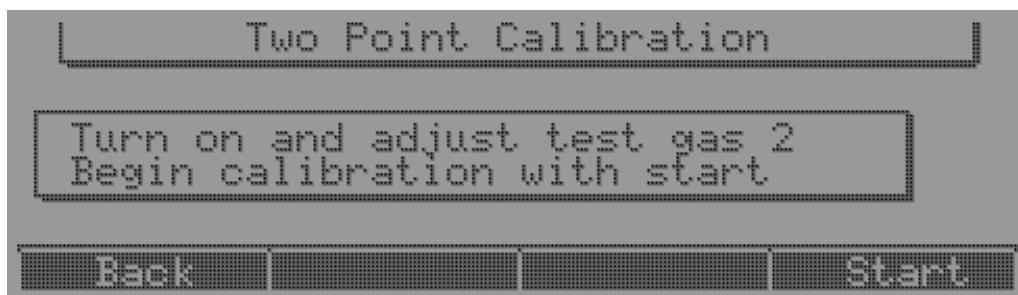 Two Point Calibration
Turn on and adjust test gas 2
Begin calibration with start
Back
Start